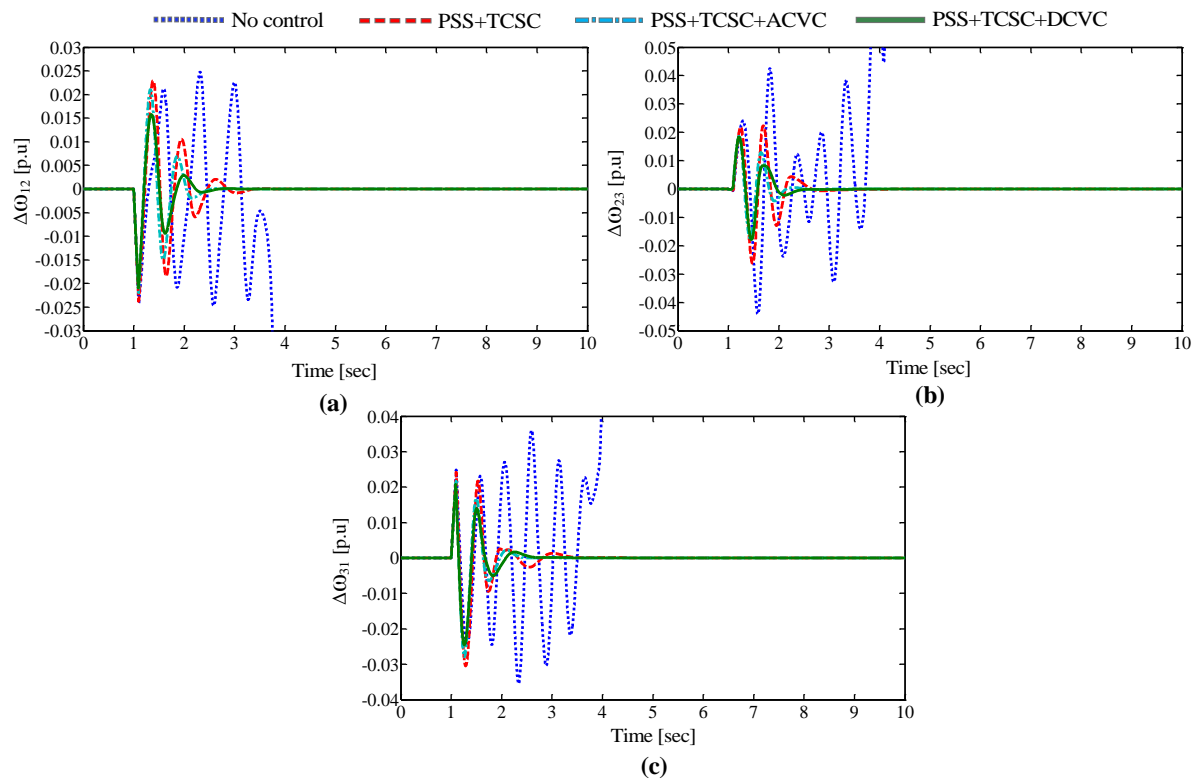 No control PSS+TCSC PSS+TCSC+ACVC PSS+TCSC+DCVC
0.03
0.025
0.02
0.015
0.01
0.005
0
-0.005
-0.01
-0.015
-0.02
-0.025
-0.03
Δω12 [p.u]
0 1 2 3 4 5 6 7 8 9 10
Time [sec]
(a)
0.05
0.04
0.03
0.02
0.01
0
-0.01
-0.02
-0.03
-0.04
-0.05
Δω23 [p.u]
0 1 2 3 4 5 6 7 8 9 10
Time [sec]
(b)
0.04
0.03
0.02
0.01
0
-0.01
-0.02
-0.03
-0.04
Δω31 [p.u]
0 1 2 3 4 5 6 7 8 9 10
Time [sec]
(c)